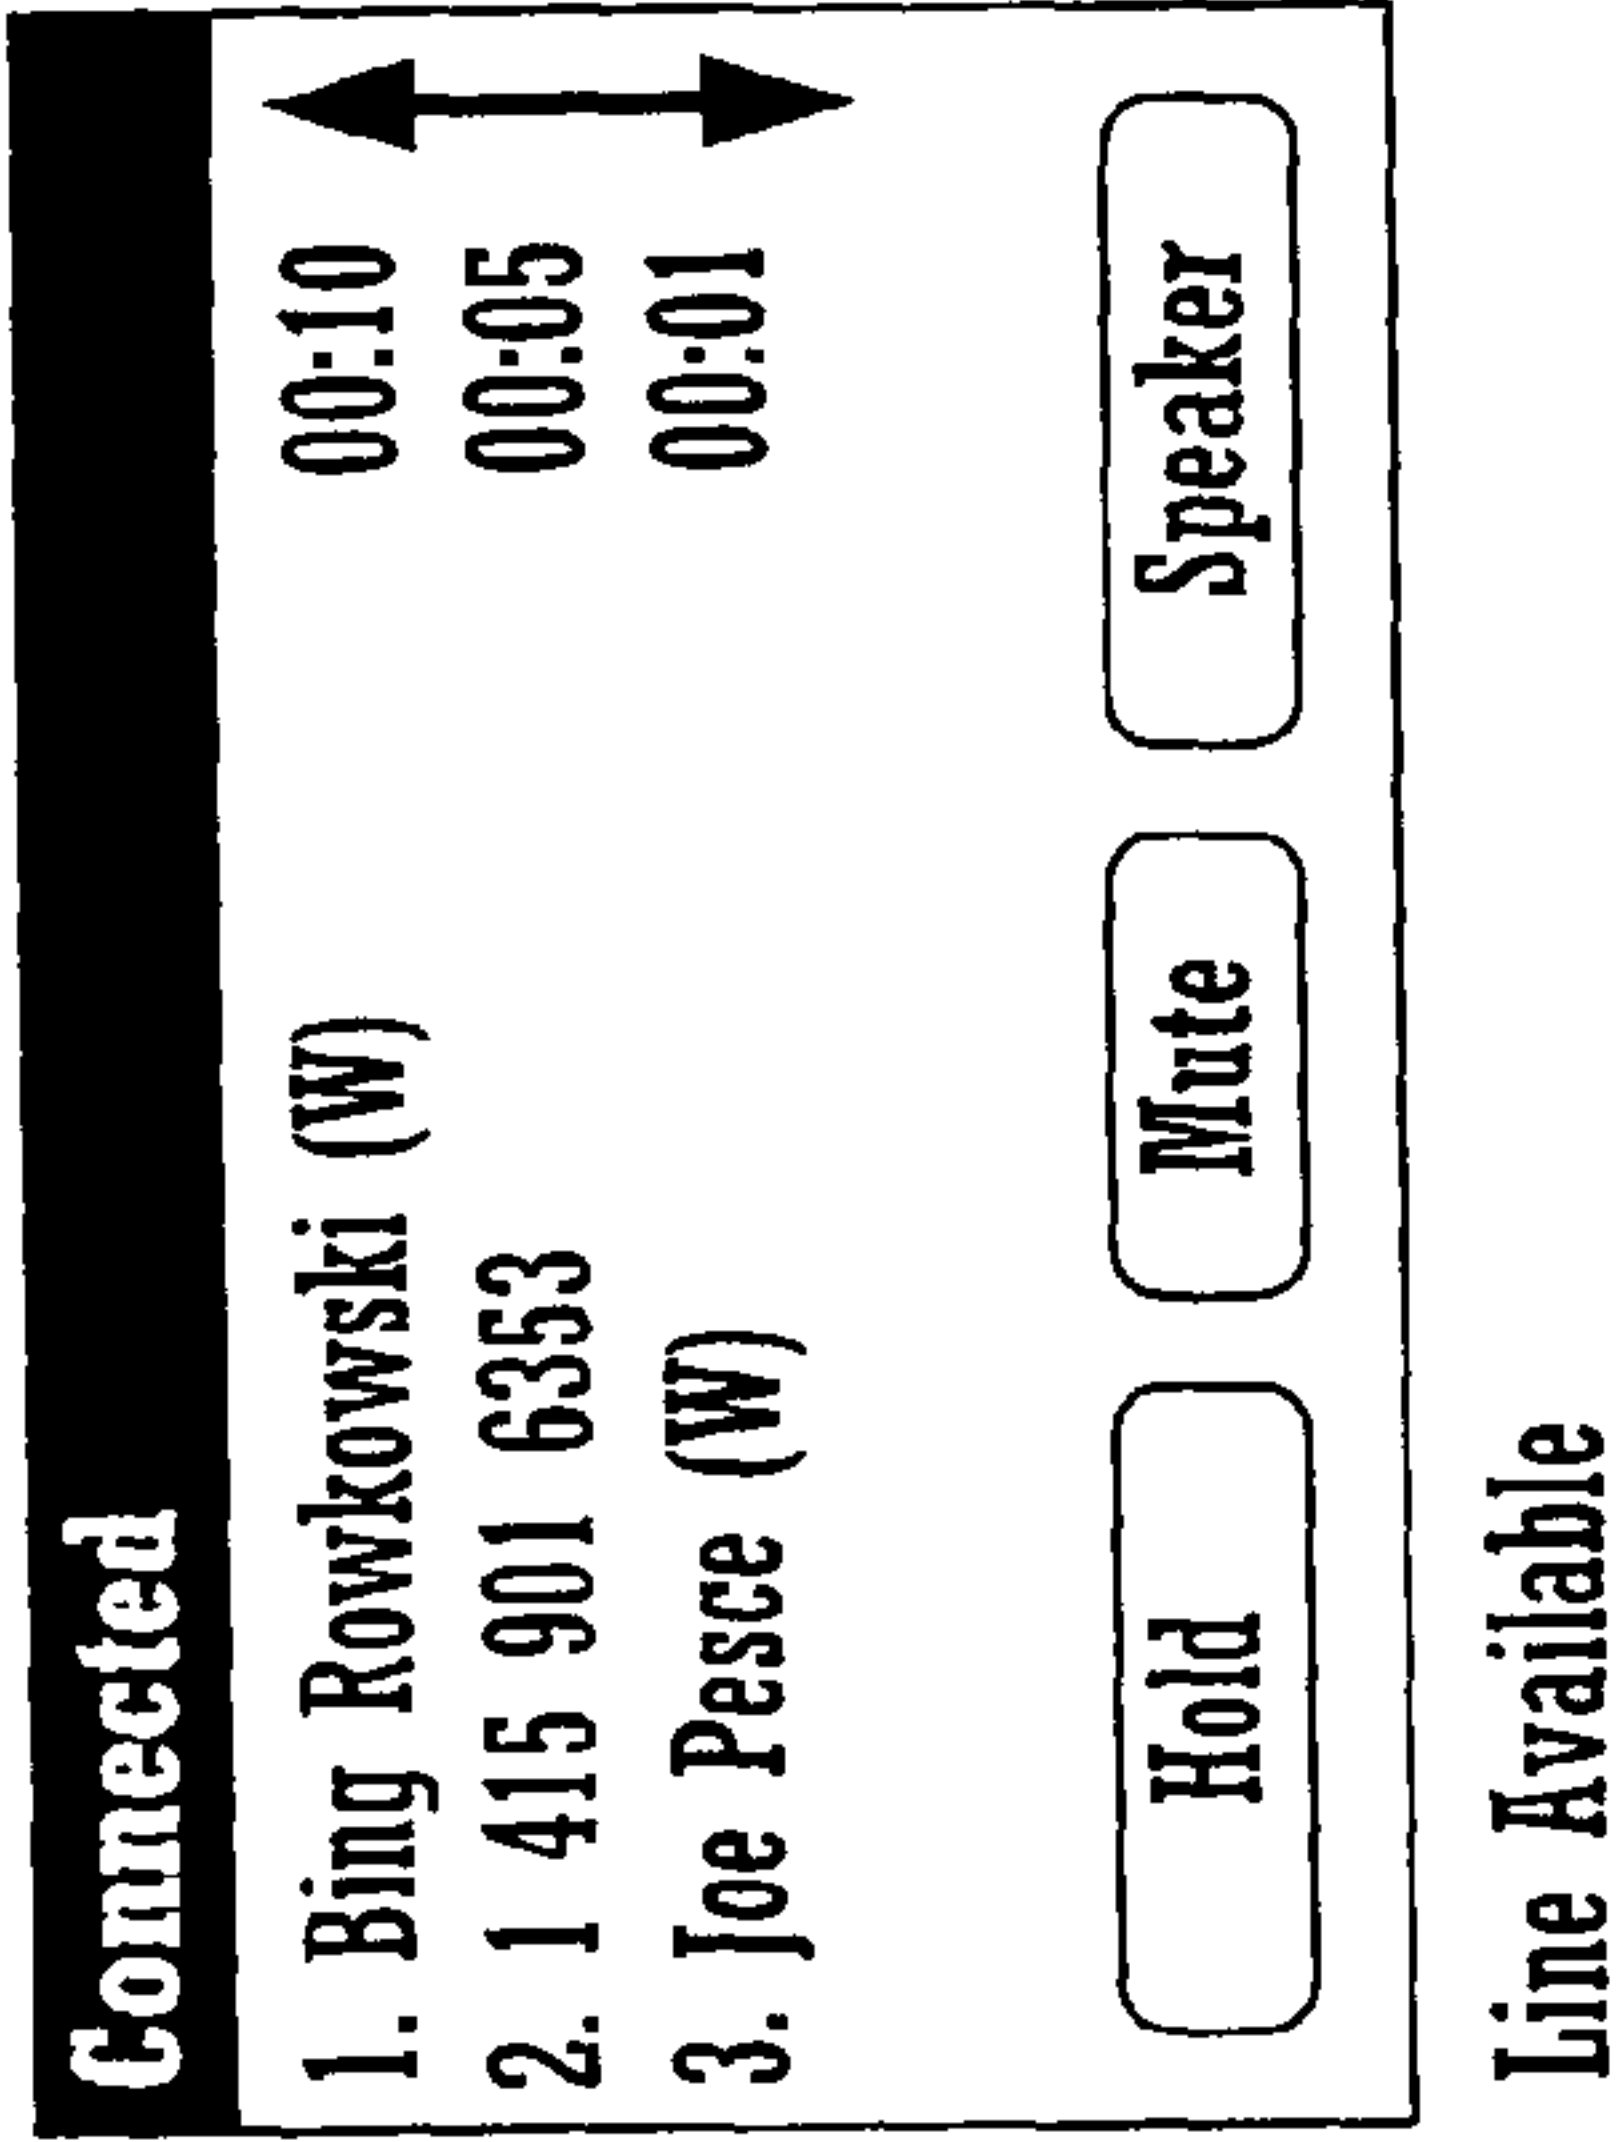 Connected
1. Bing Rowkowski (W) 00:10
2. 1 415 901 6353 00:05
3. Joe Pesce (W) 00:01
Hold Mute Speaker
Line Available